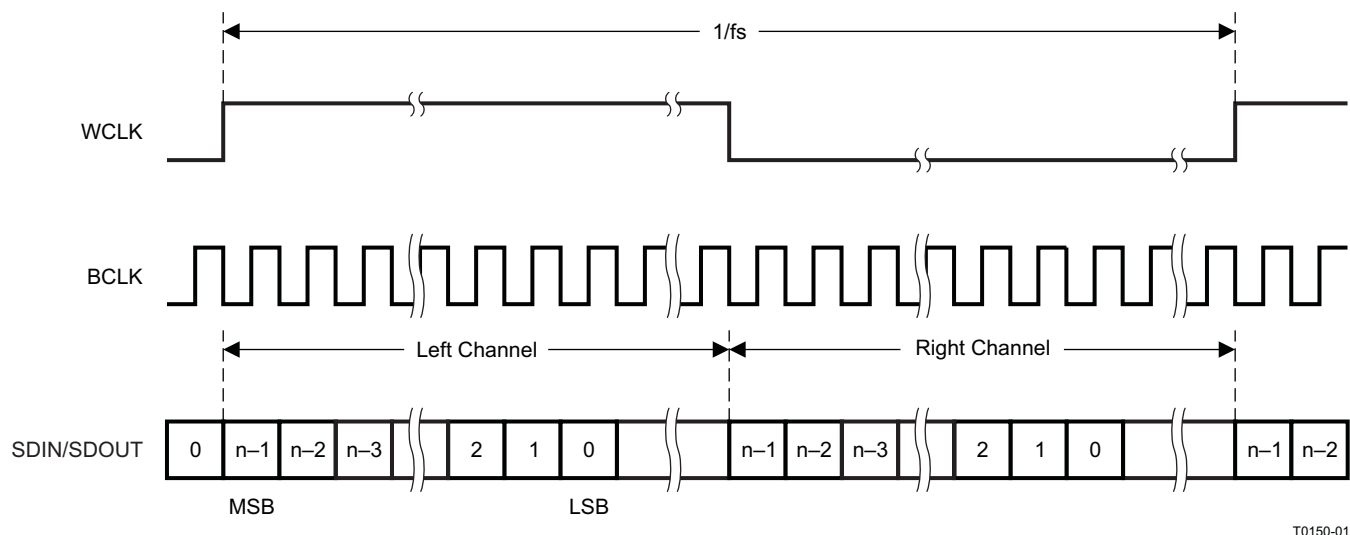 1/fs
WCLK
BCLK
Left Channel
Right Channel
SDIN/SDOUT 0 n–1 n–2 n–3 2 1 0 n–1 n–2 n–3 2 1 0 n–1 n–2
MSB LSB
T0150-01